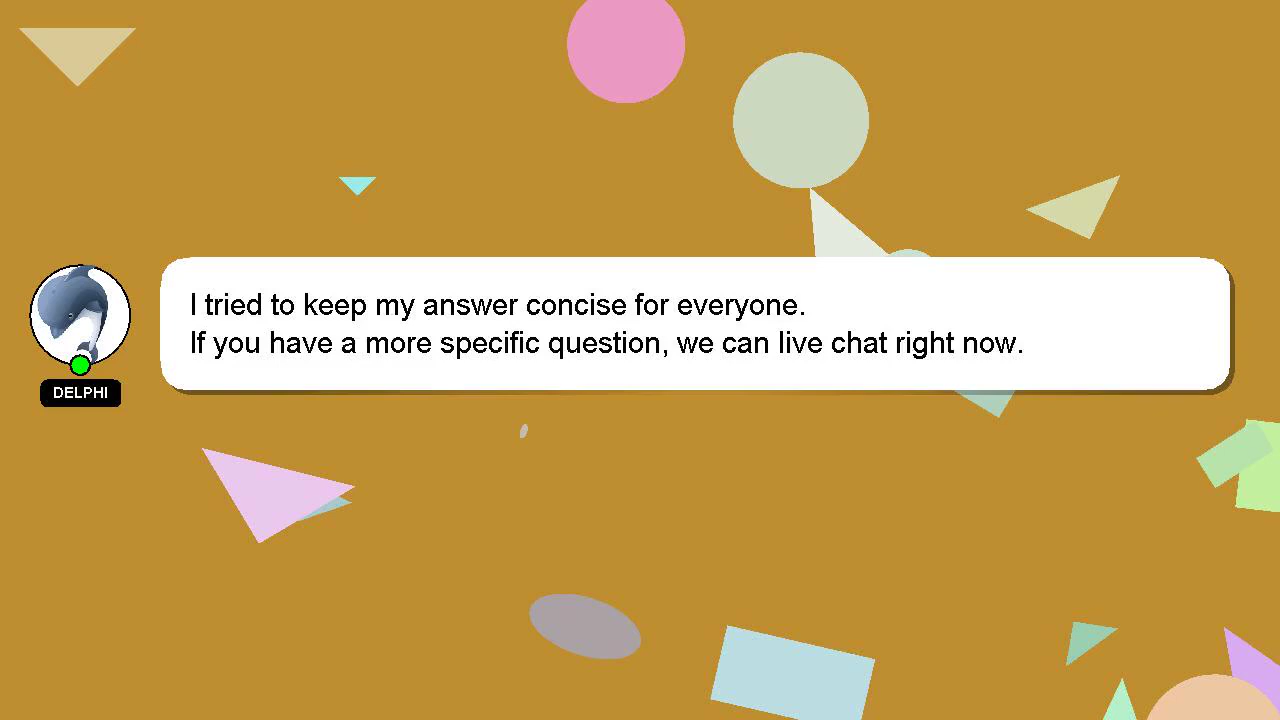 I tried to keep my answer concise for everyone.
If you have a more specific question, we can live chat right now.
DELPHI